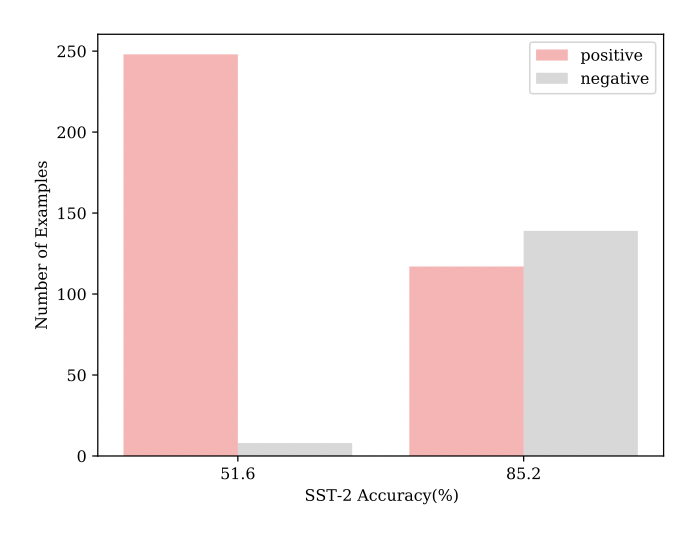 positive
negative
250
200
150
100
50
0
Number of Examples
51.6
85.2
SST-2 Accuracy(%)